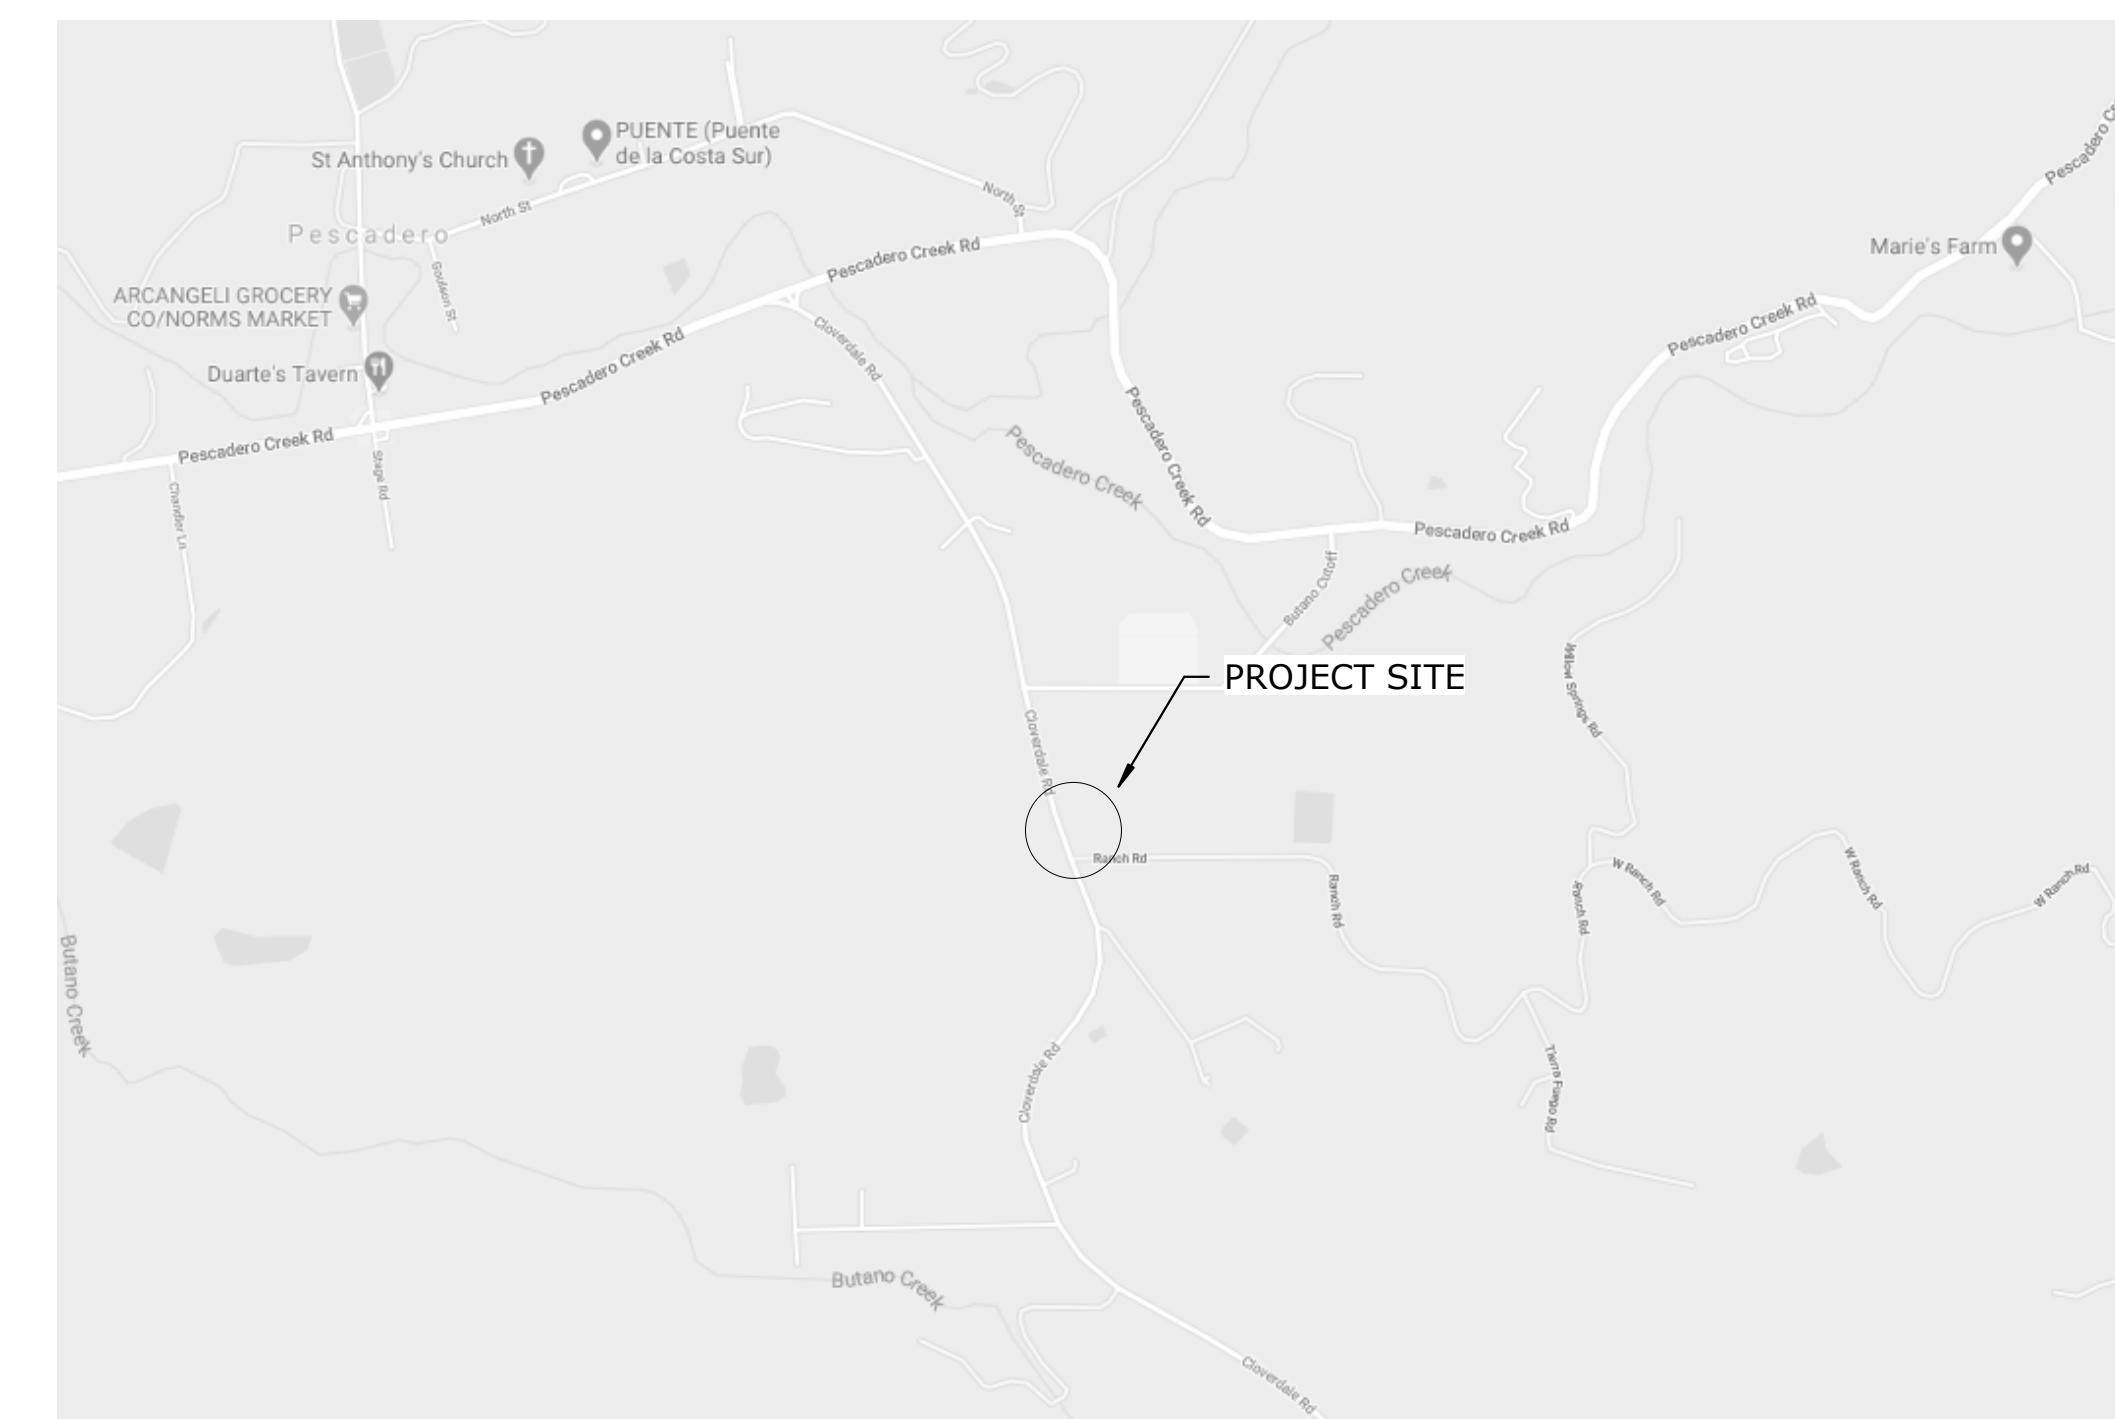 PUENTE (Puente
de la Costa Sur)
St Anthony's Church
North St
North St
Pescadero
Pescadero Creek Rd
Marie's Farm
Goulson St
ARCANGELI GROCERY
CO/NORMS MARKET
Pescadero Creek Rd
Pescadero Creek Rd
Cloverdale Rd
Pescadero Creek Rd
Duarte's Tavern
Pescadero Creek Rd
Stage Rd
Chandler Ln
Pescadero Creek
Pescadero Creek Rd
Pescadero Creek Rd
Butano Cutoff
Pescadero Creek
PROJECT SITE
Springs Rd
Cloverdale Rd
Ranch Rd
Ranch Rd
Ranch Rd
W Ranch Rd
W Ranch Rd
W Ranch Rd
Butano Creek
Cloverdale Rd
Tierra Fuego Rd
Butano Creek
Cloverdale Rd